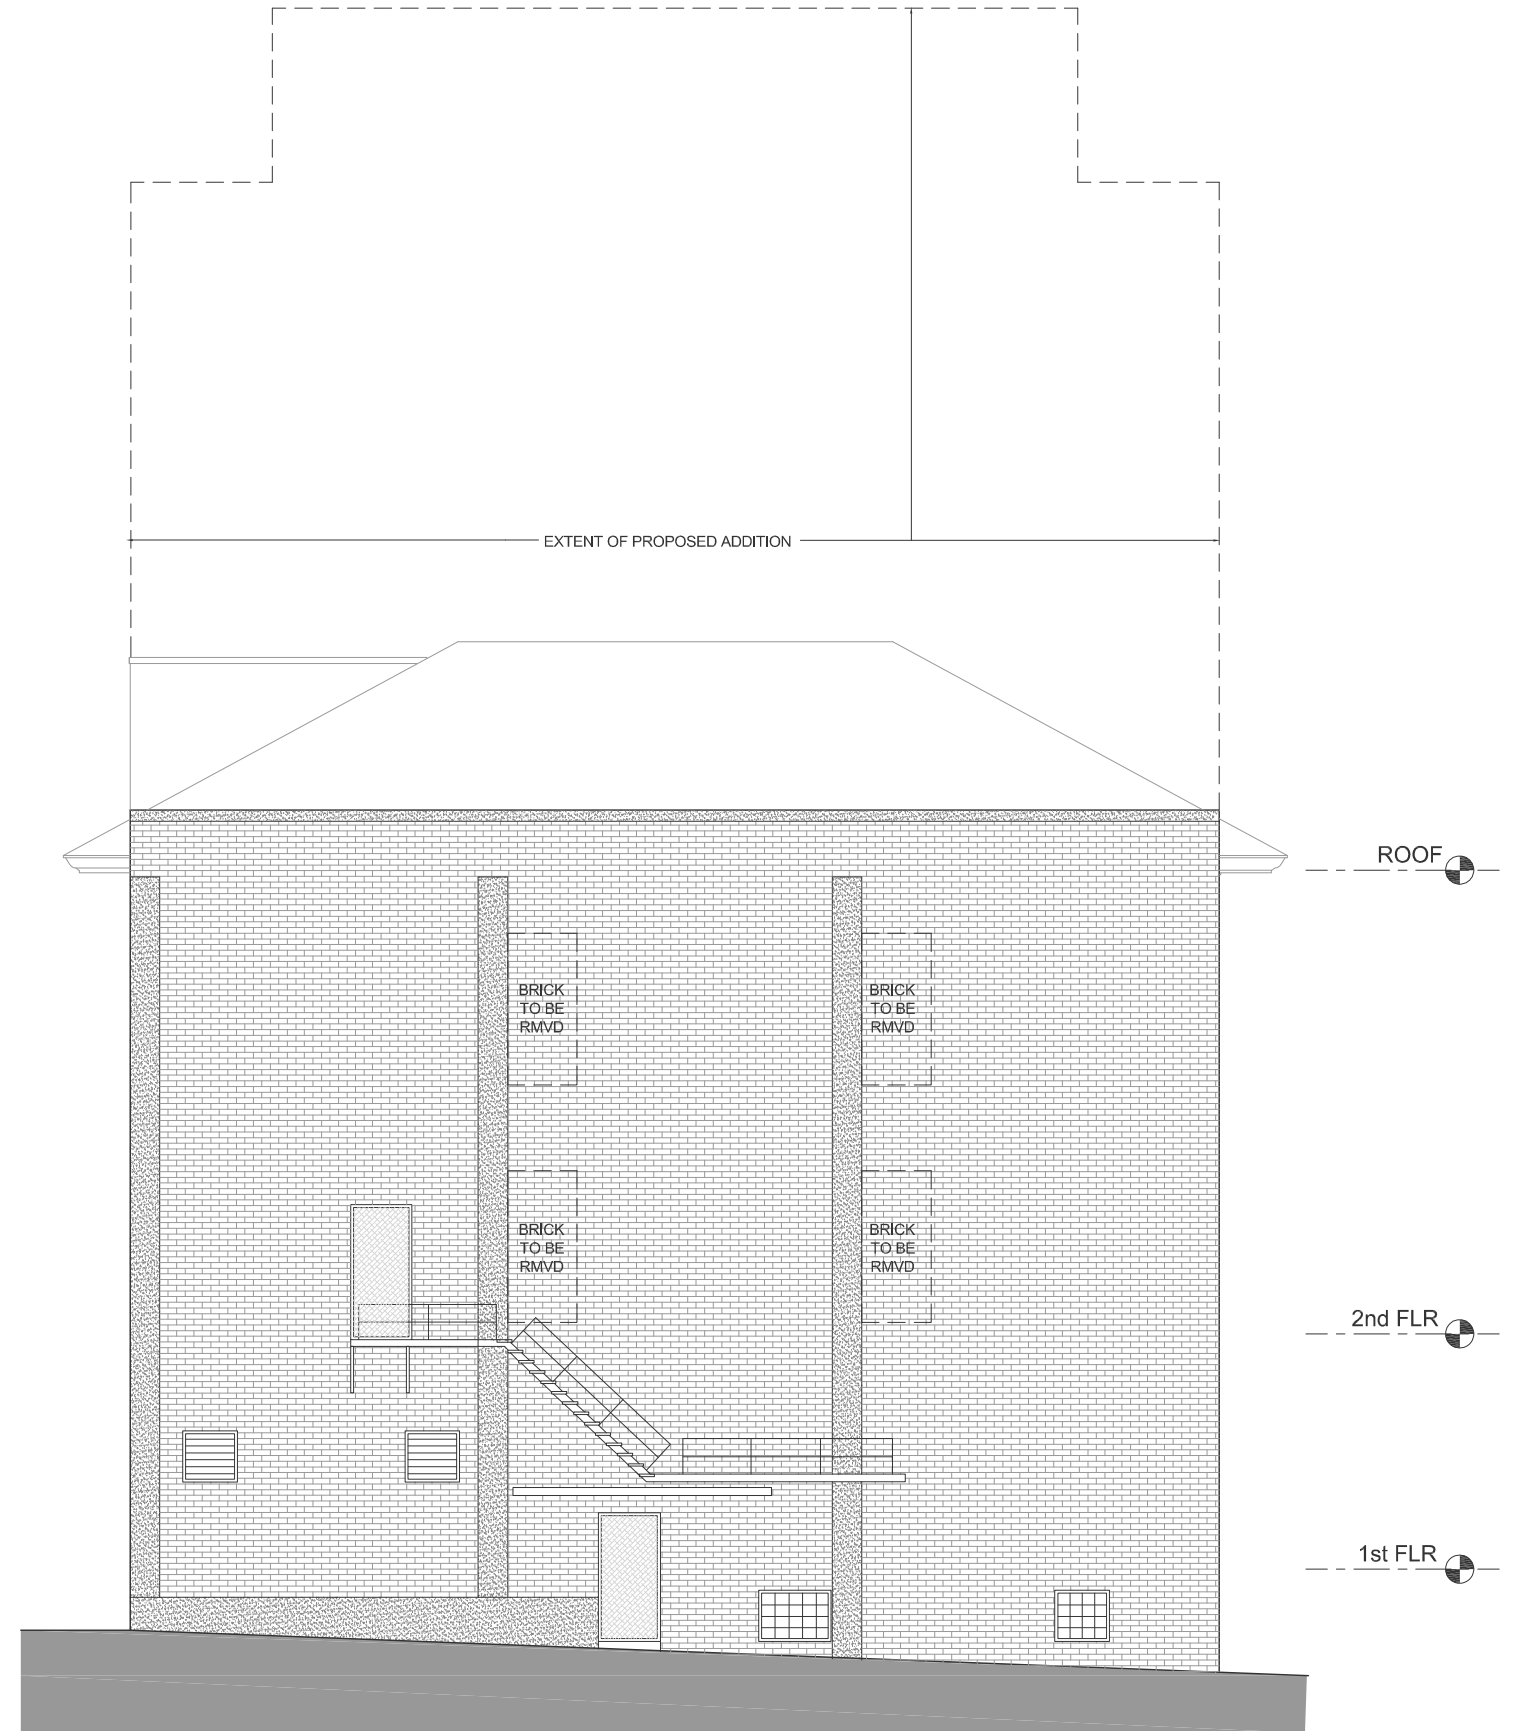 EXTENT OF PROPOSED ADDITION
ROOF
BRICK
TO BE
RMVD
BRICK
TO BE
RMVD
BRICK
TO BE
RMVD
BRICK
TO BE
RMVD
2nd FLR
1st FLR